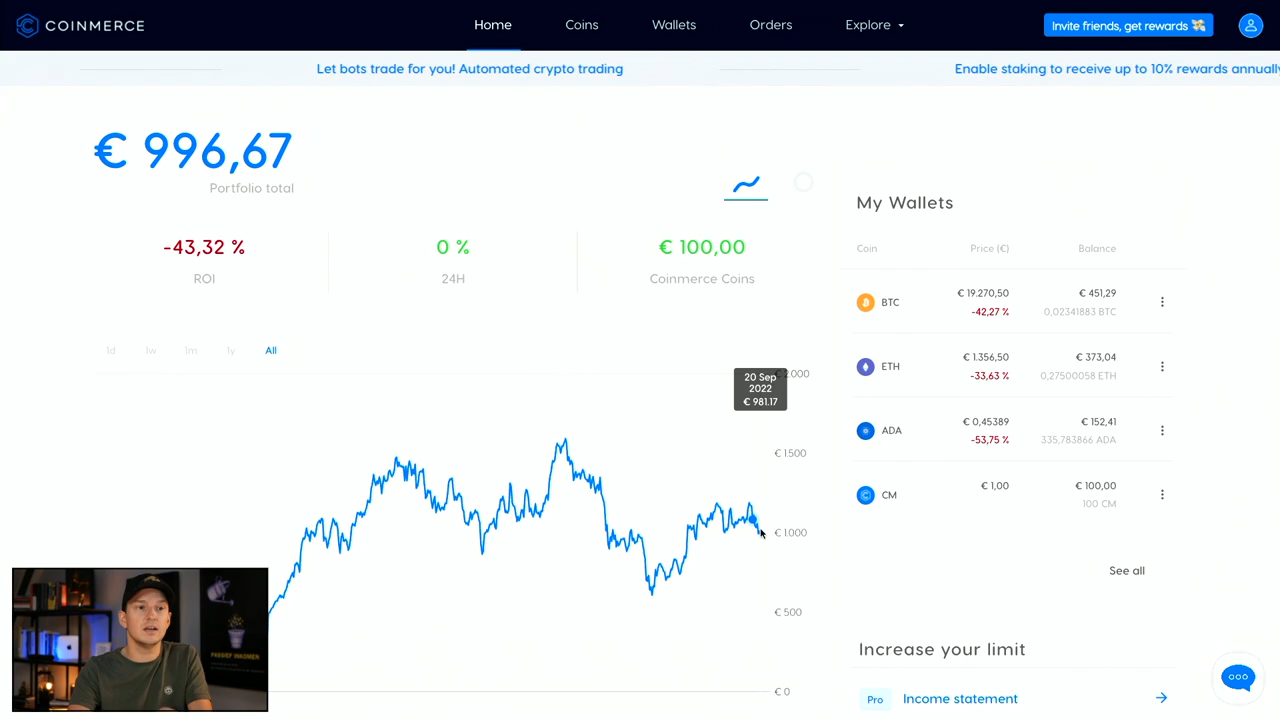 COINMERCE
Home
Coins
Wallets
Orders
Explore
Invite friends, get rewards 💸
Let bots trade for you! Automated crypto trading
Enable staking to receive up to 10% rewards annually
€ 996,67
Portfolio total
-43,32 %
ROI
0 %
24H
€ 100,00
Coinmerce Coins
1d
1w
1m
1y
All
20 Sep
2022
€ 981.17
€ 2.000
€ 1.500
€ 1.000
€ 500
€ 0
My Wallets
Coin
Price (€)
Balance
BTC
€ 19.270,50
-42,27 %
€ 451,29
0,02341883 BTC
ETH
€ 1.356,50
-33,63 %
€ 373,04
0,27500058 ETH
ADA
€ 0,45389
-53,75 %
€ 152,41
335,783866 ADA
CM
€ 1,00
€ 100,00
100 CM
See all
Increase your limit
Pro
Income statement